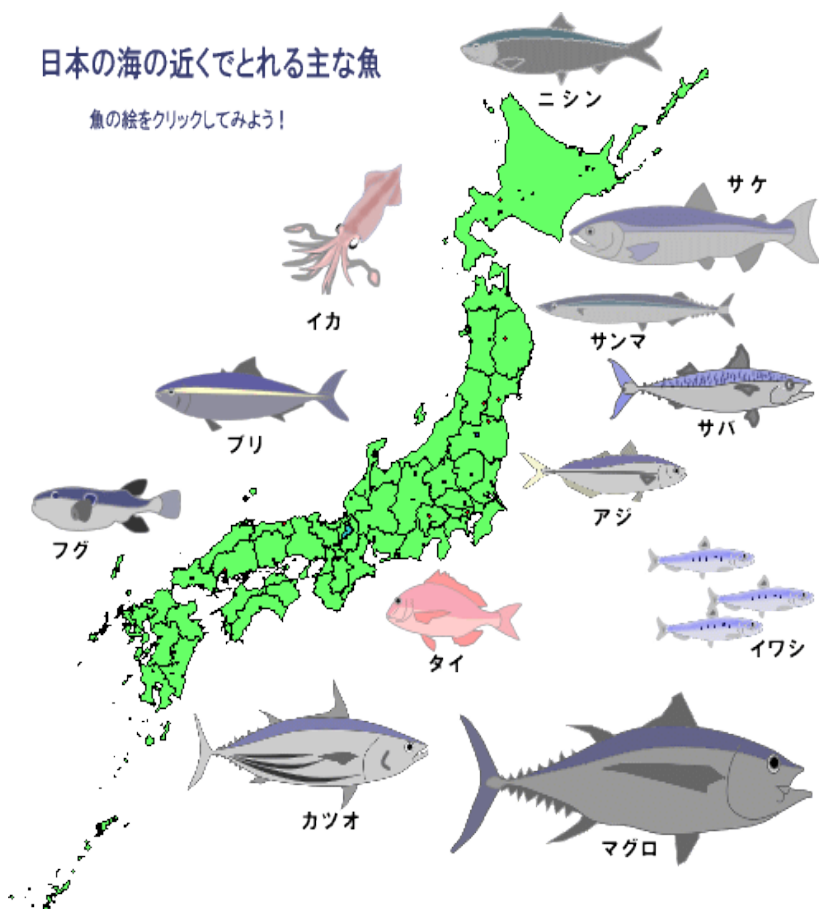 日本の海の近くでとれる主な魚
魚の絵をクリックしてみよう!
ニシン
サケ
イカ
サンマ
サバ
ブリ
アジ
フグ
イワシ
タイ
カツオ
マグロ